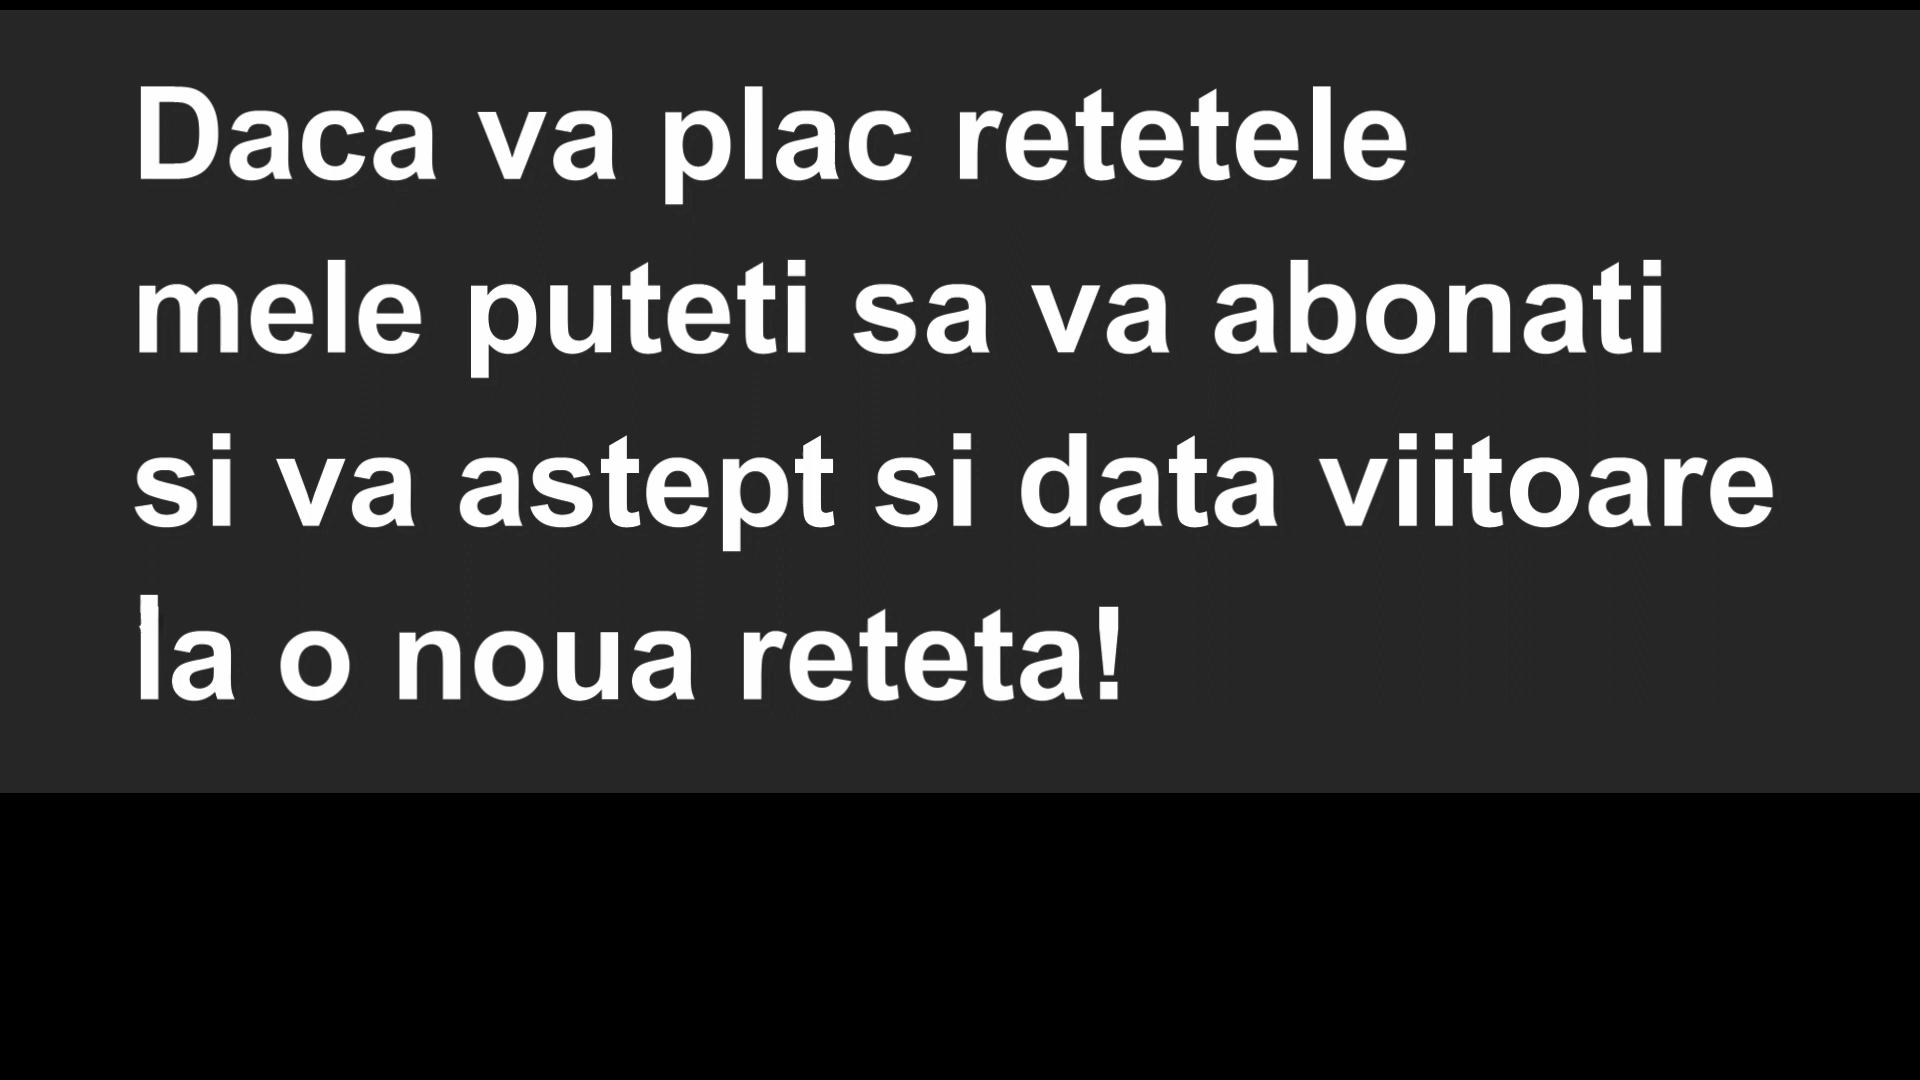 Daca va plac retetele
mele puteti sa va abonati
si va astept si data viitoare
la o noua reteta!